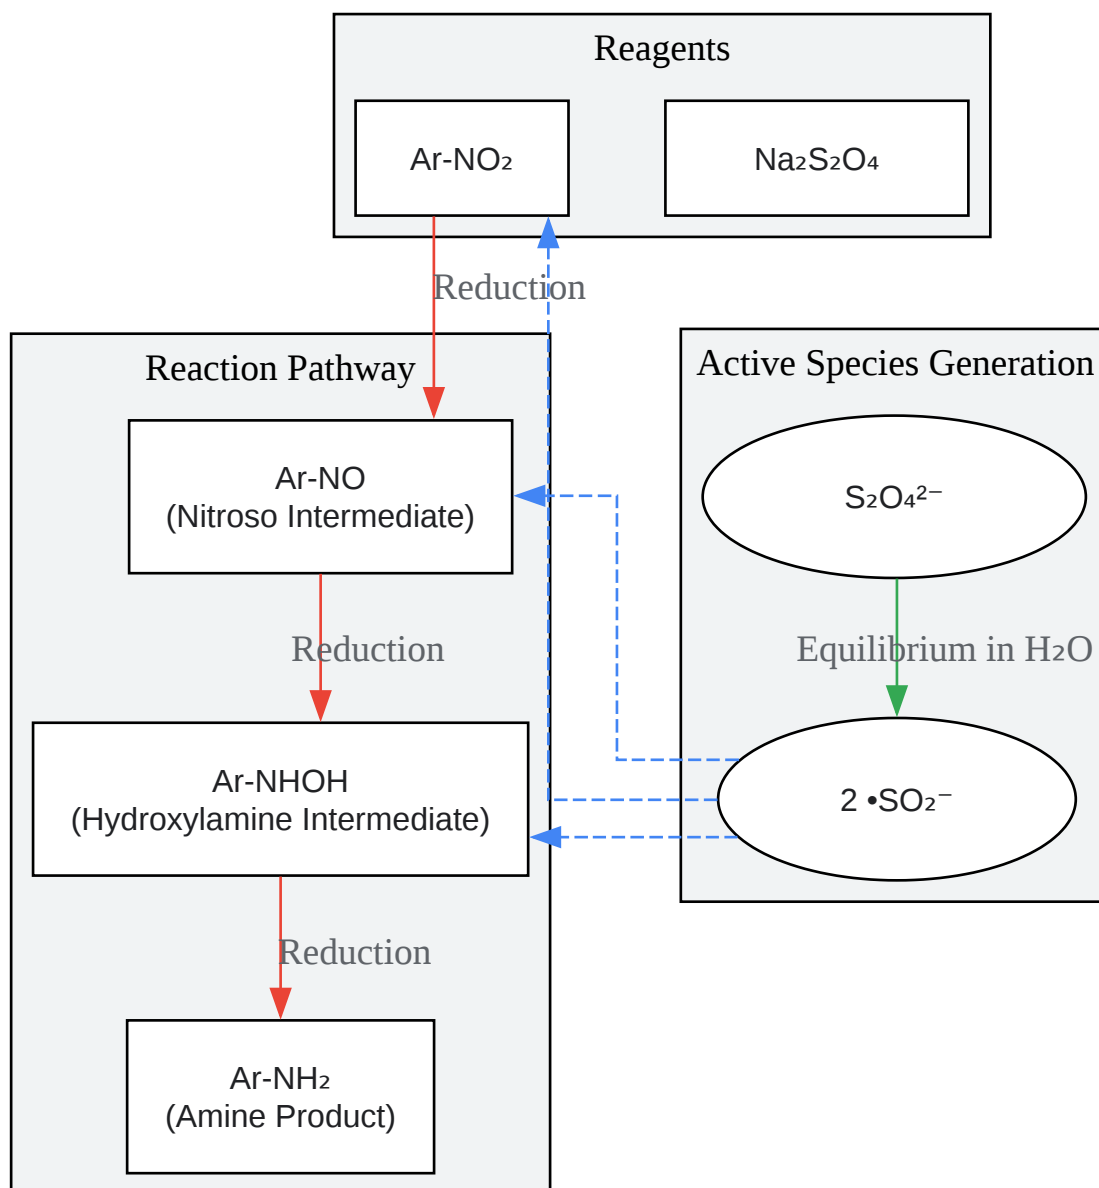 Reagents
Ar-NO₂
Na₂S₂O₄
Reduction
Reaction Pathway
Active Species Generation
Ar-NO
(Nitroso Intermediate)
S₂O₄²⁻
Reduction
Equilibrium in H₂O
Ar-NHOH
(Hydroxylamine Intermediate)
2 •SO₂⁻
Reduction
Ar-NH₂
(Amine Product)